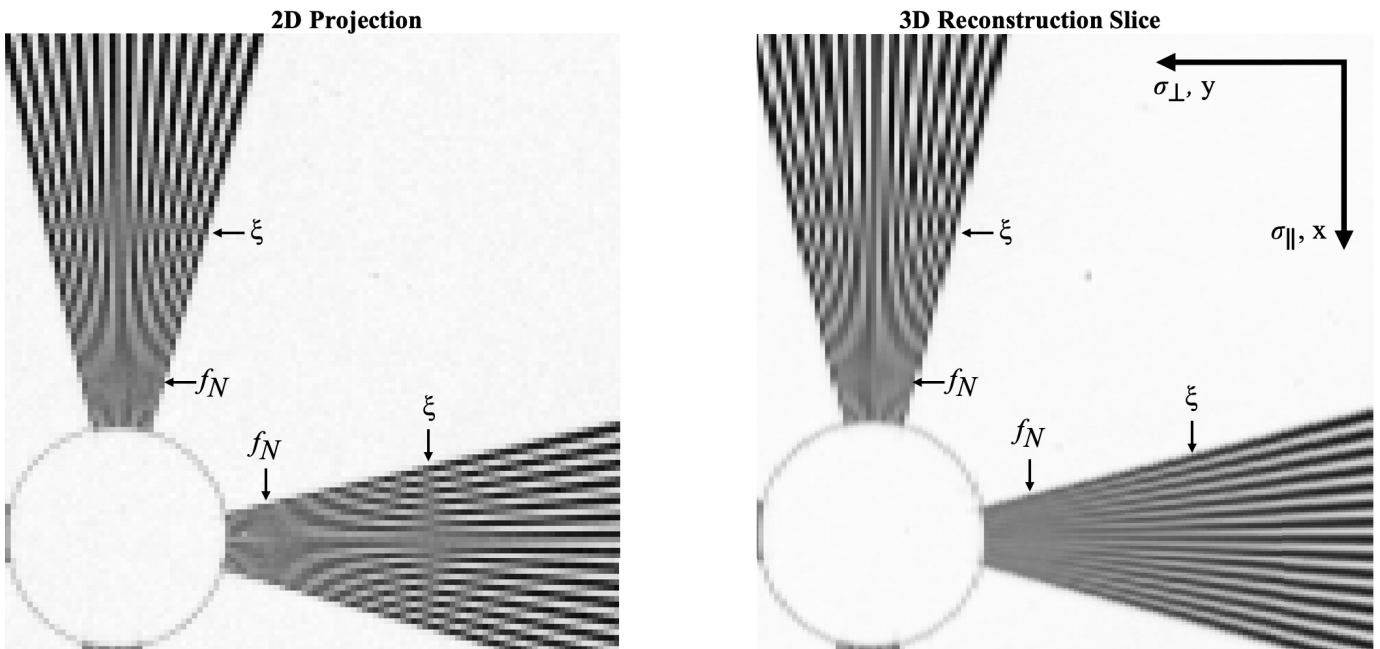 2D Projection
3D Reconstruction Slice
σ⊥, y
σ∥, x
ξ
ξ
f_N
f_N
ξ
ξ
f_N
f_N